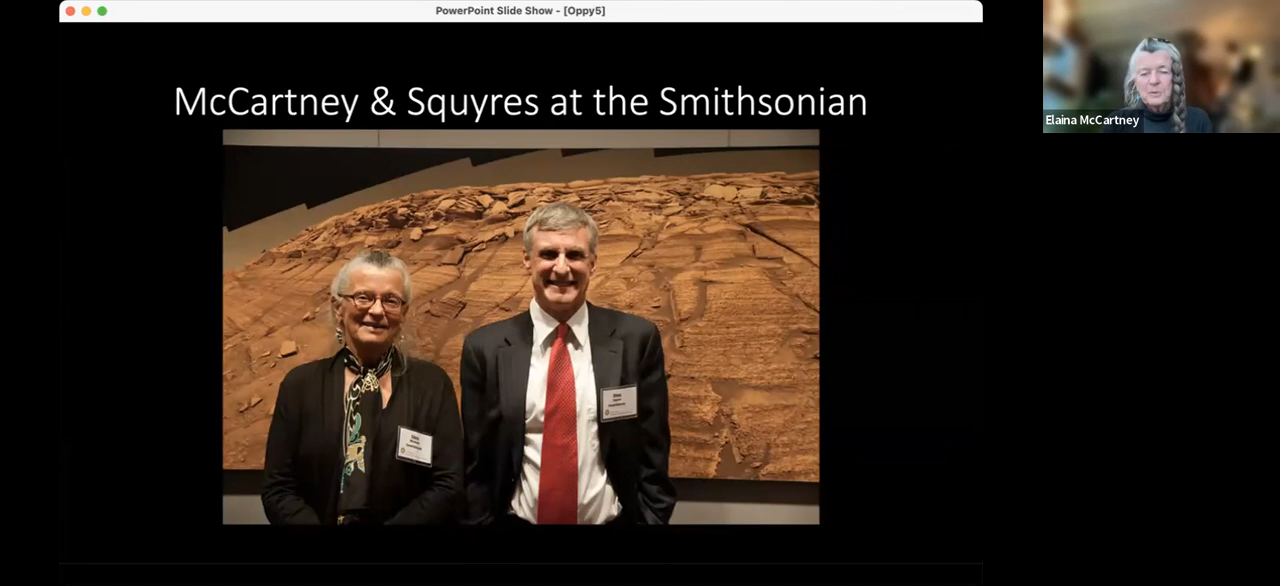 PowerPoint Slide Show - [Oppy5]
McCartney & Squyres at the Smithsonian
Elaina McCartney